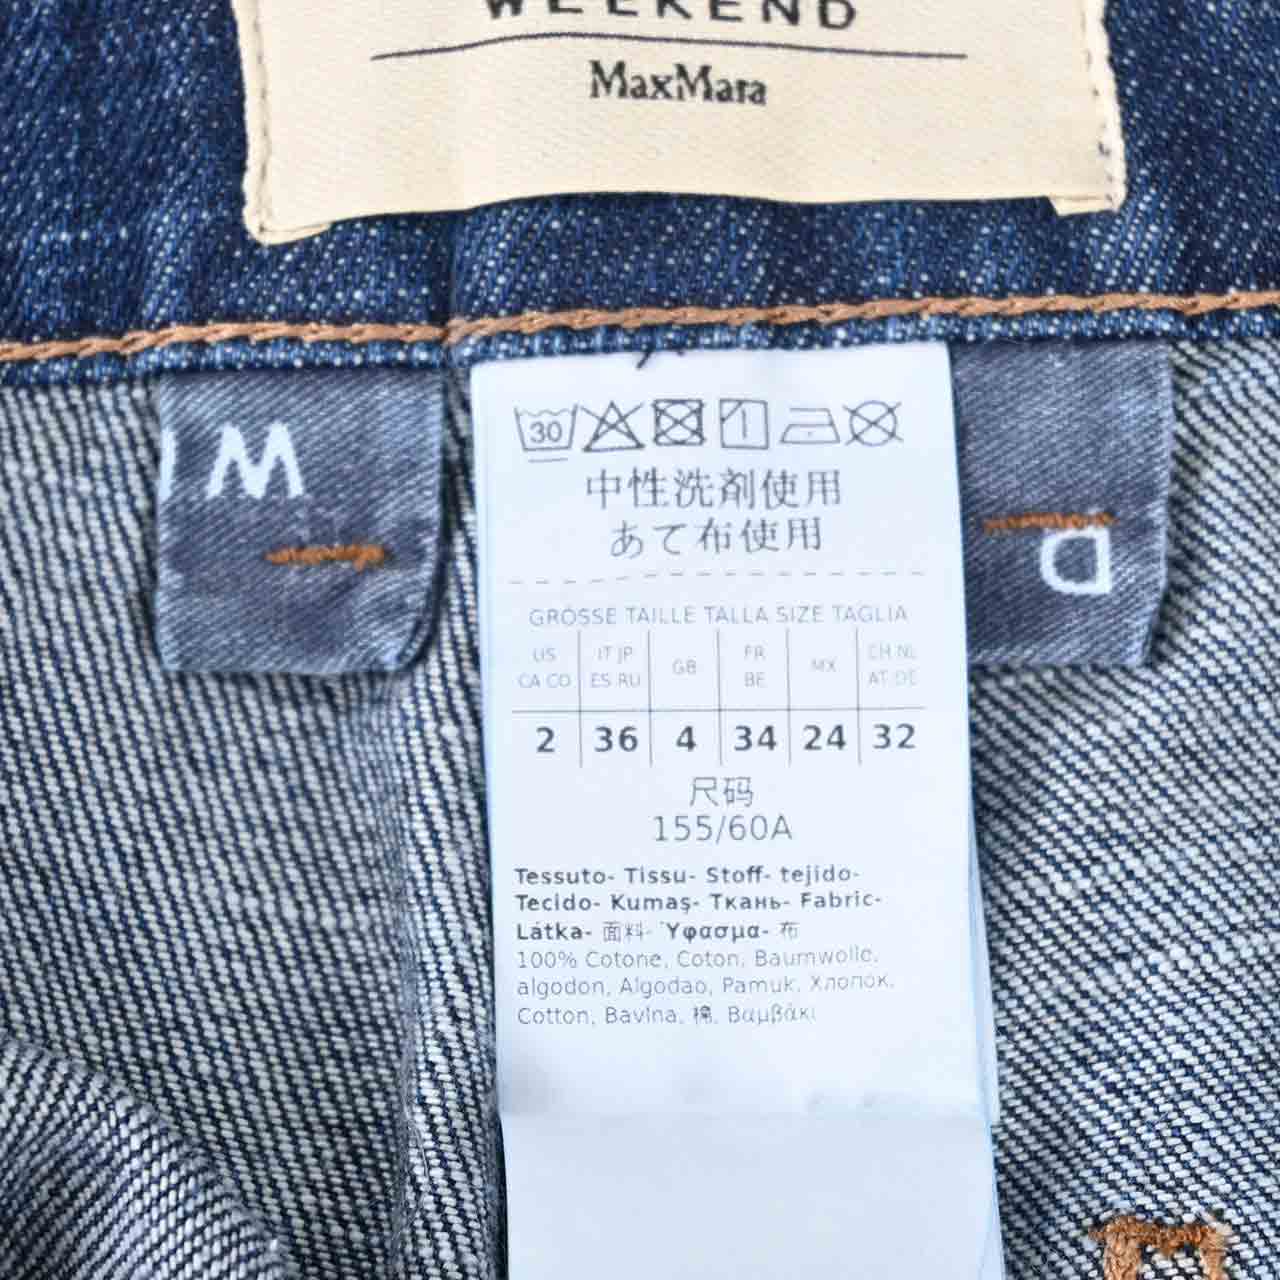 WEEKEND
MaxMara
W
D
30
1
中性洗剤使用
あて布使用
GRÖSSE TAILLE TALLA SIZE TAGLIA
US IT JP GB FR MX CH NL
CA CO ES RU BE AT DE
2 36 4 34 24 32
尺码
155/60A
Tessuto- Tissu- Stoff- tejido-
Tecido- Kumaş- Ткань- Fabric-
Látka- 面料- Ύφασμα- 布
100% Cotone, Coton, Baumwolle,
algodon, Algodao, Pamuk, Хлопок,
Cotton, Bavlna, 棉, Βαμβάκι